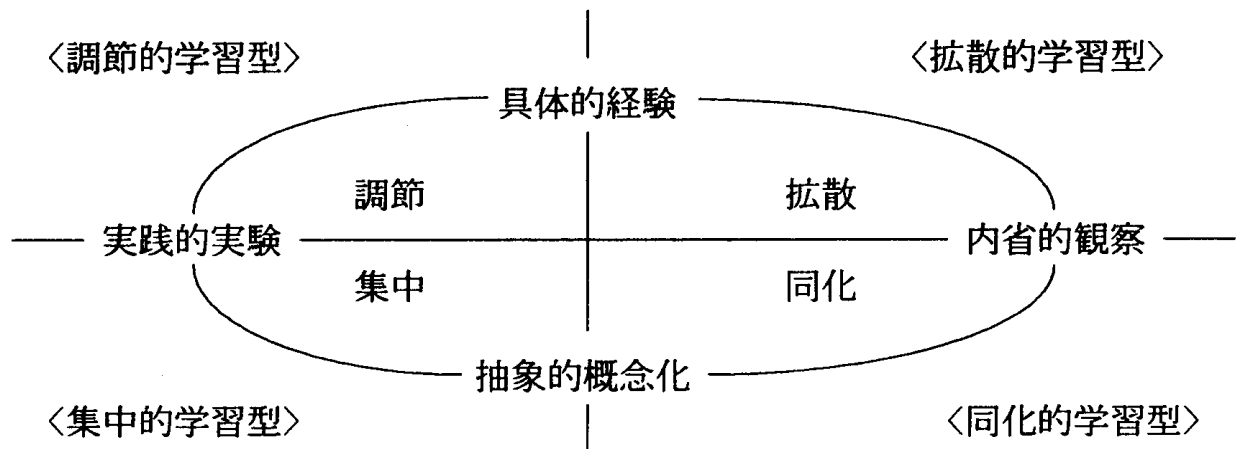 〈調節的学習型〉
〈拡散的学習型〉
具体的経験
調節
拡散
実践的実験
内省的観察
集中
同化
抽象的概念化
〈集中的学習型〉
〈同化的学習型〉